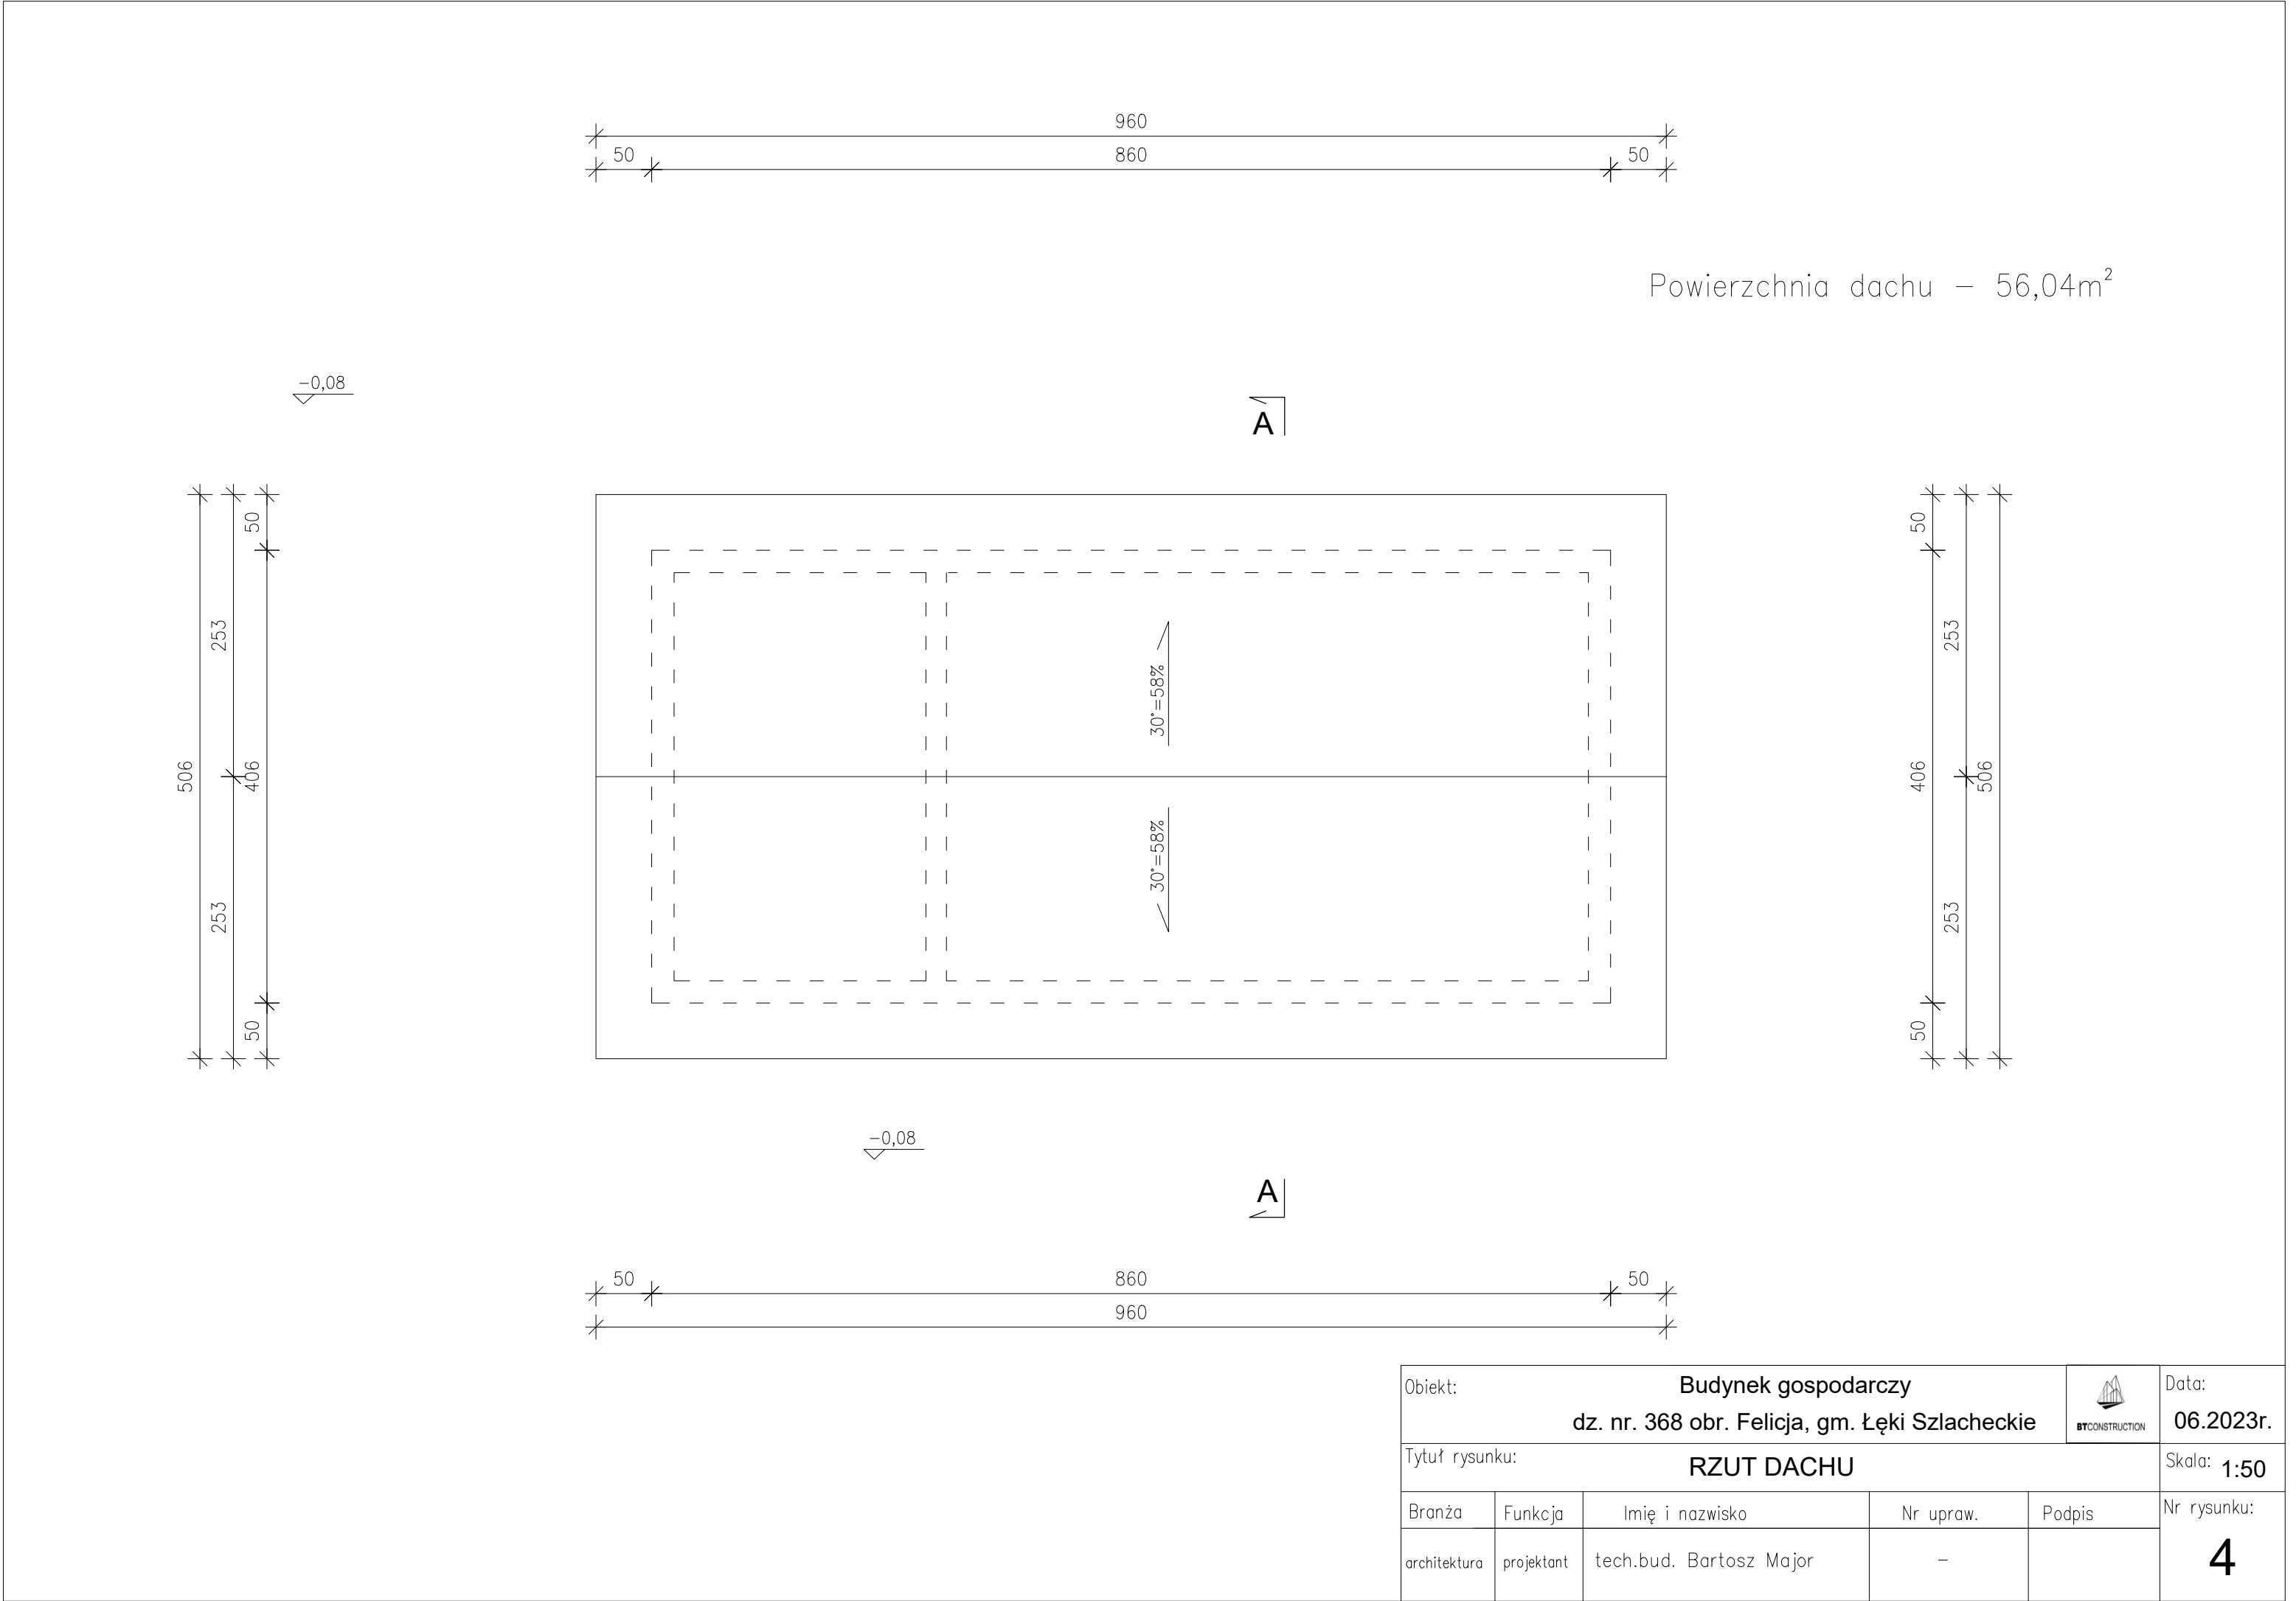 960
50 860 50
Powierzchnia dachu – 56,04m²
-0,08
A
50
253
506
406
253
50
30°=58%
30°=58%
50
253
406
506
253
50
-0,08
A
50 860 50
960
Obiekt:
Budynek gospodarczy
dz. nr. 368 obr. Felicja, gm. Łęki Szlacheckie
BTCONSTRUCTION
Data:
06.2023r.
Tytuł rysunku:
RZUT DACHU
Skala: 1:50
Branża Funkcja Imię i nazwisko Nr upraw. Podpis
Nr rysunku:
architektura projektant tech.bud. Bartosz Major –
4